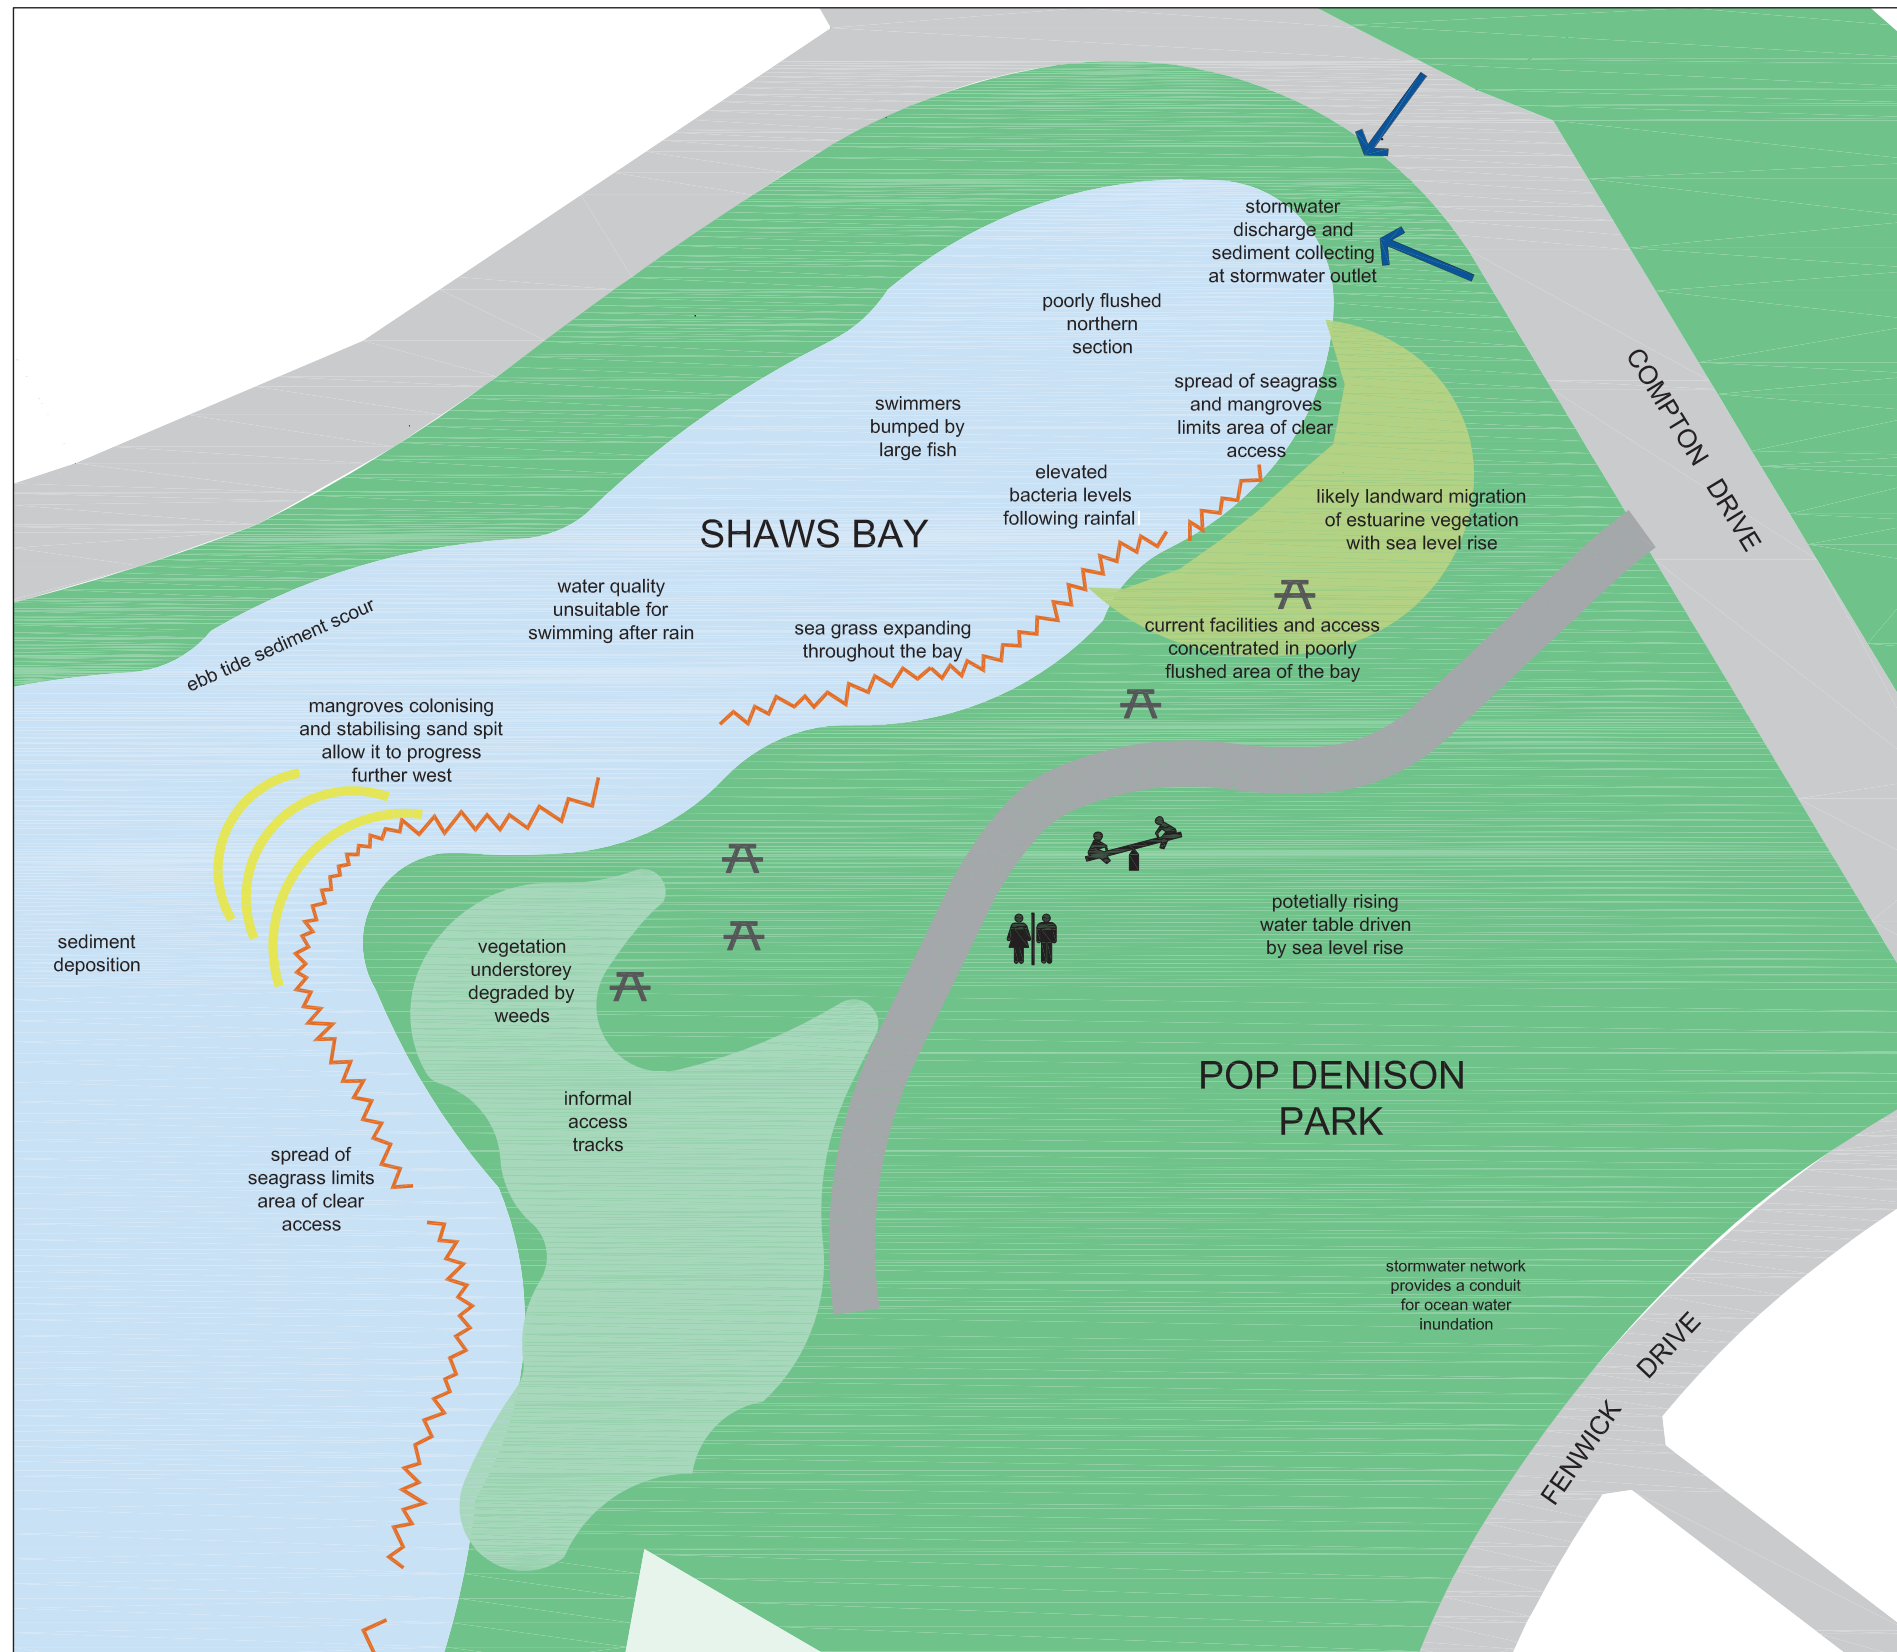 stormwater
discharge and
sediment collecting
at stormwater outlet
poorly flushed
northern
section
spread of seagrass
and mangroves
limits area of clear
access
swimmers
bumped by
large fish
elevated
bacteria levels
following rainfall
COMPTON DRIVE
likely landward migration
of estuarine vegetation
with sea level rise
SHAWS BAY
water quality
unsuitable for
swimming after rain
ebb tide sediment scour
sea grass expanding
throughout the bay
current facilities and access
concentrated in poorly
flushed area of the bay
mangroves colonising
and stabilising sand spit
allow it to progress
further west
sediment
deposition
vegetation
understorey
degraded by
weeds
potetially rising
water table driven
by sea level rise
informal
access
tracks
POP DENISON
PARK
spread of
seagrass limits
area of clear
access
stormwater network
provides a conduit
for ocean water
inundation
FENWICK DRIVE